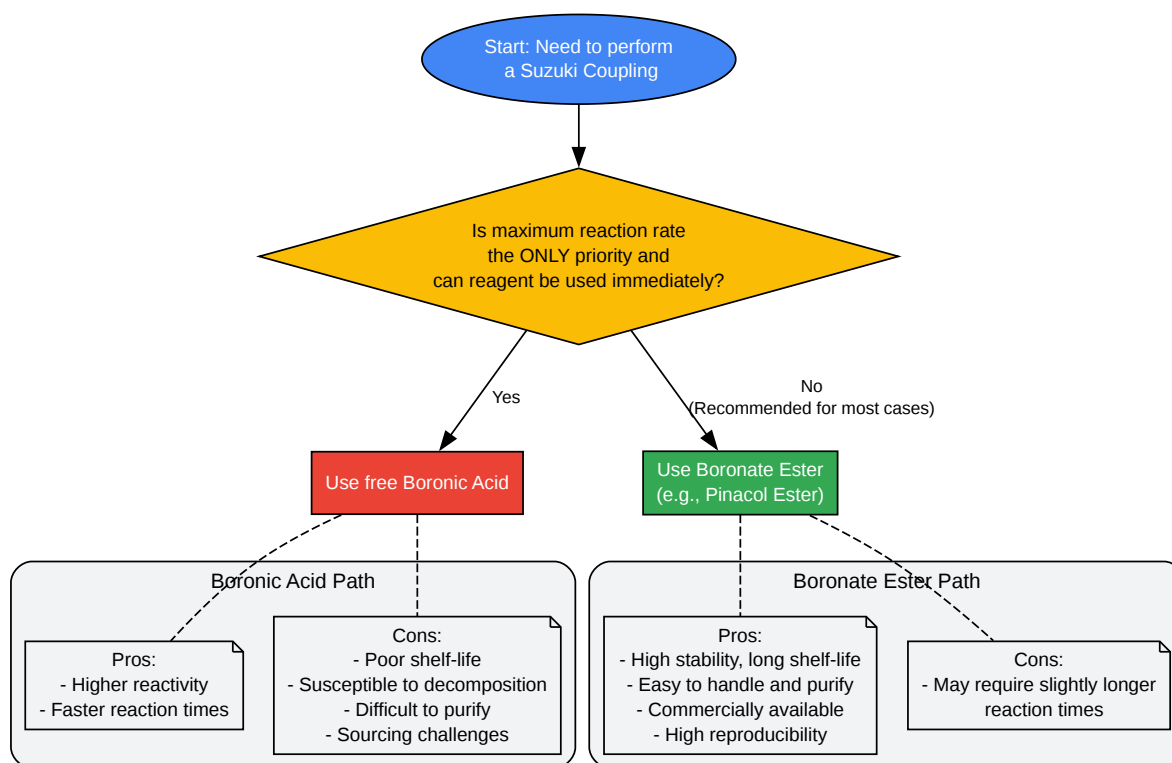 Start: Need to perform
a Suzuki Coupling
Is maximum reaction rate
the ONLY priority and
can reagent be used immediately?
Yes
No
(Recommended for most cases)
Use free Boronic Acid
Use Boronate Ester
(e.g., Pinacol Ester)
Boronic Acid Path
Pros:
- Higher reactivity
- Faster reaction times
Cons:
- Poor shelf-life
- Susceptible to decomposition
- Difficult to purify
- Sourcing challenges
Boronate Ester Path
Pros:
- High stability, long shelf-life
- Easy to handle and purify
- Commercially available
- High reproducibility
Cons:
- May require slightly longer
reaction times